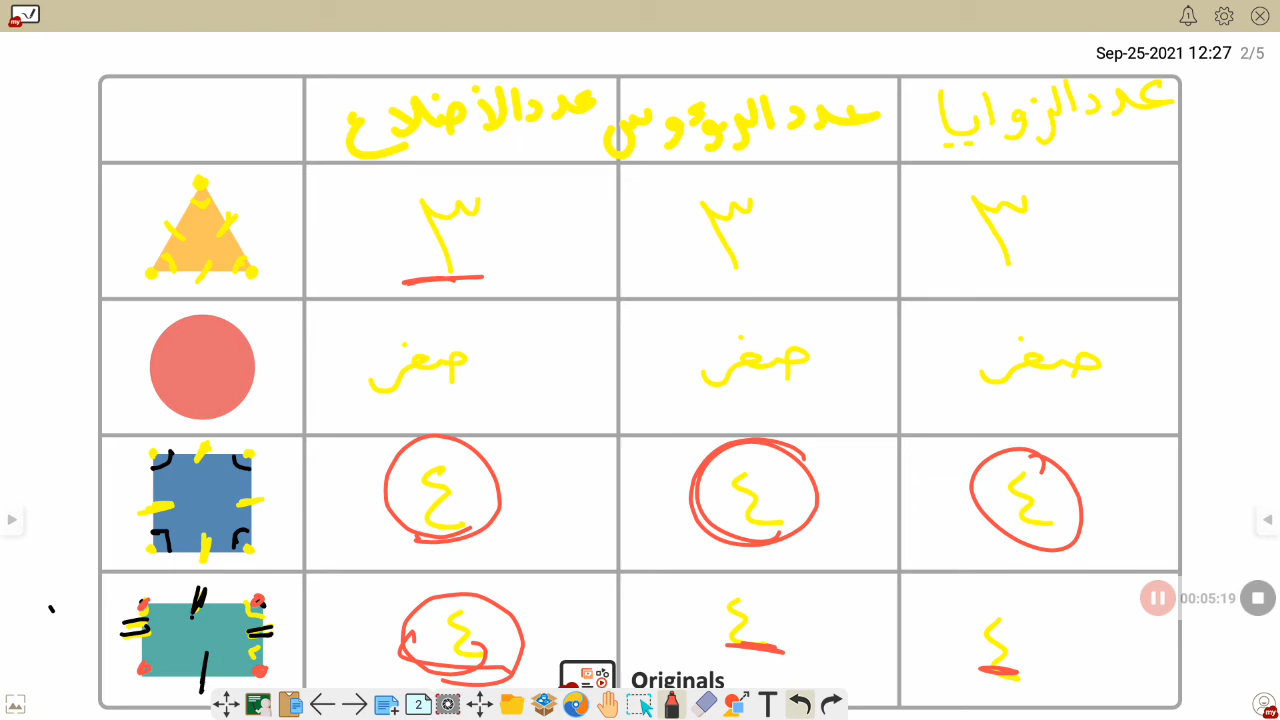 Sep-25-2021 12:27 2/5
عدد الزوايا عدد الرؤوس عدد الأضلاع
٣ ٣ ٣
صفر صفر صفر
٤ ٤ ٤
٤ ٤ ٤
00:05:19
Originals
2 T